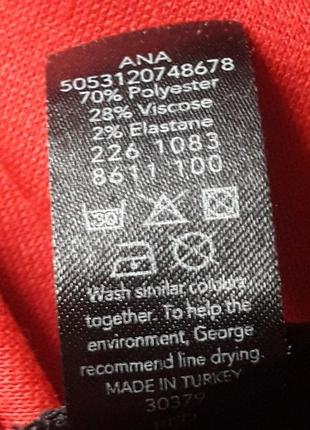 ANA
5053120748678
70% Polyester
28% Viscose
2% Elastane
226 1083
8611 100
30
Wash similar colours
together. To help the
environment, George
recommend line drying.
MADE IN TURKEY
30379